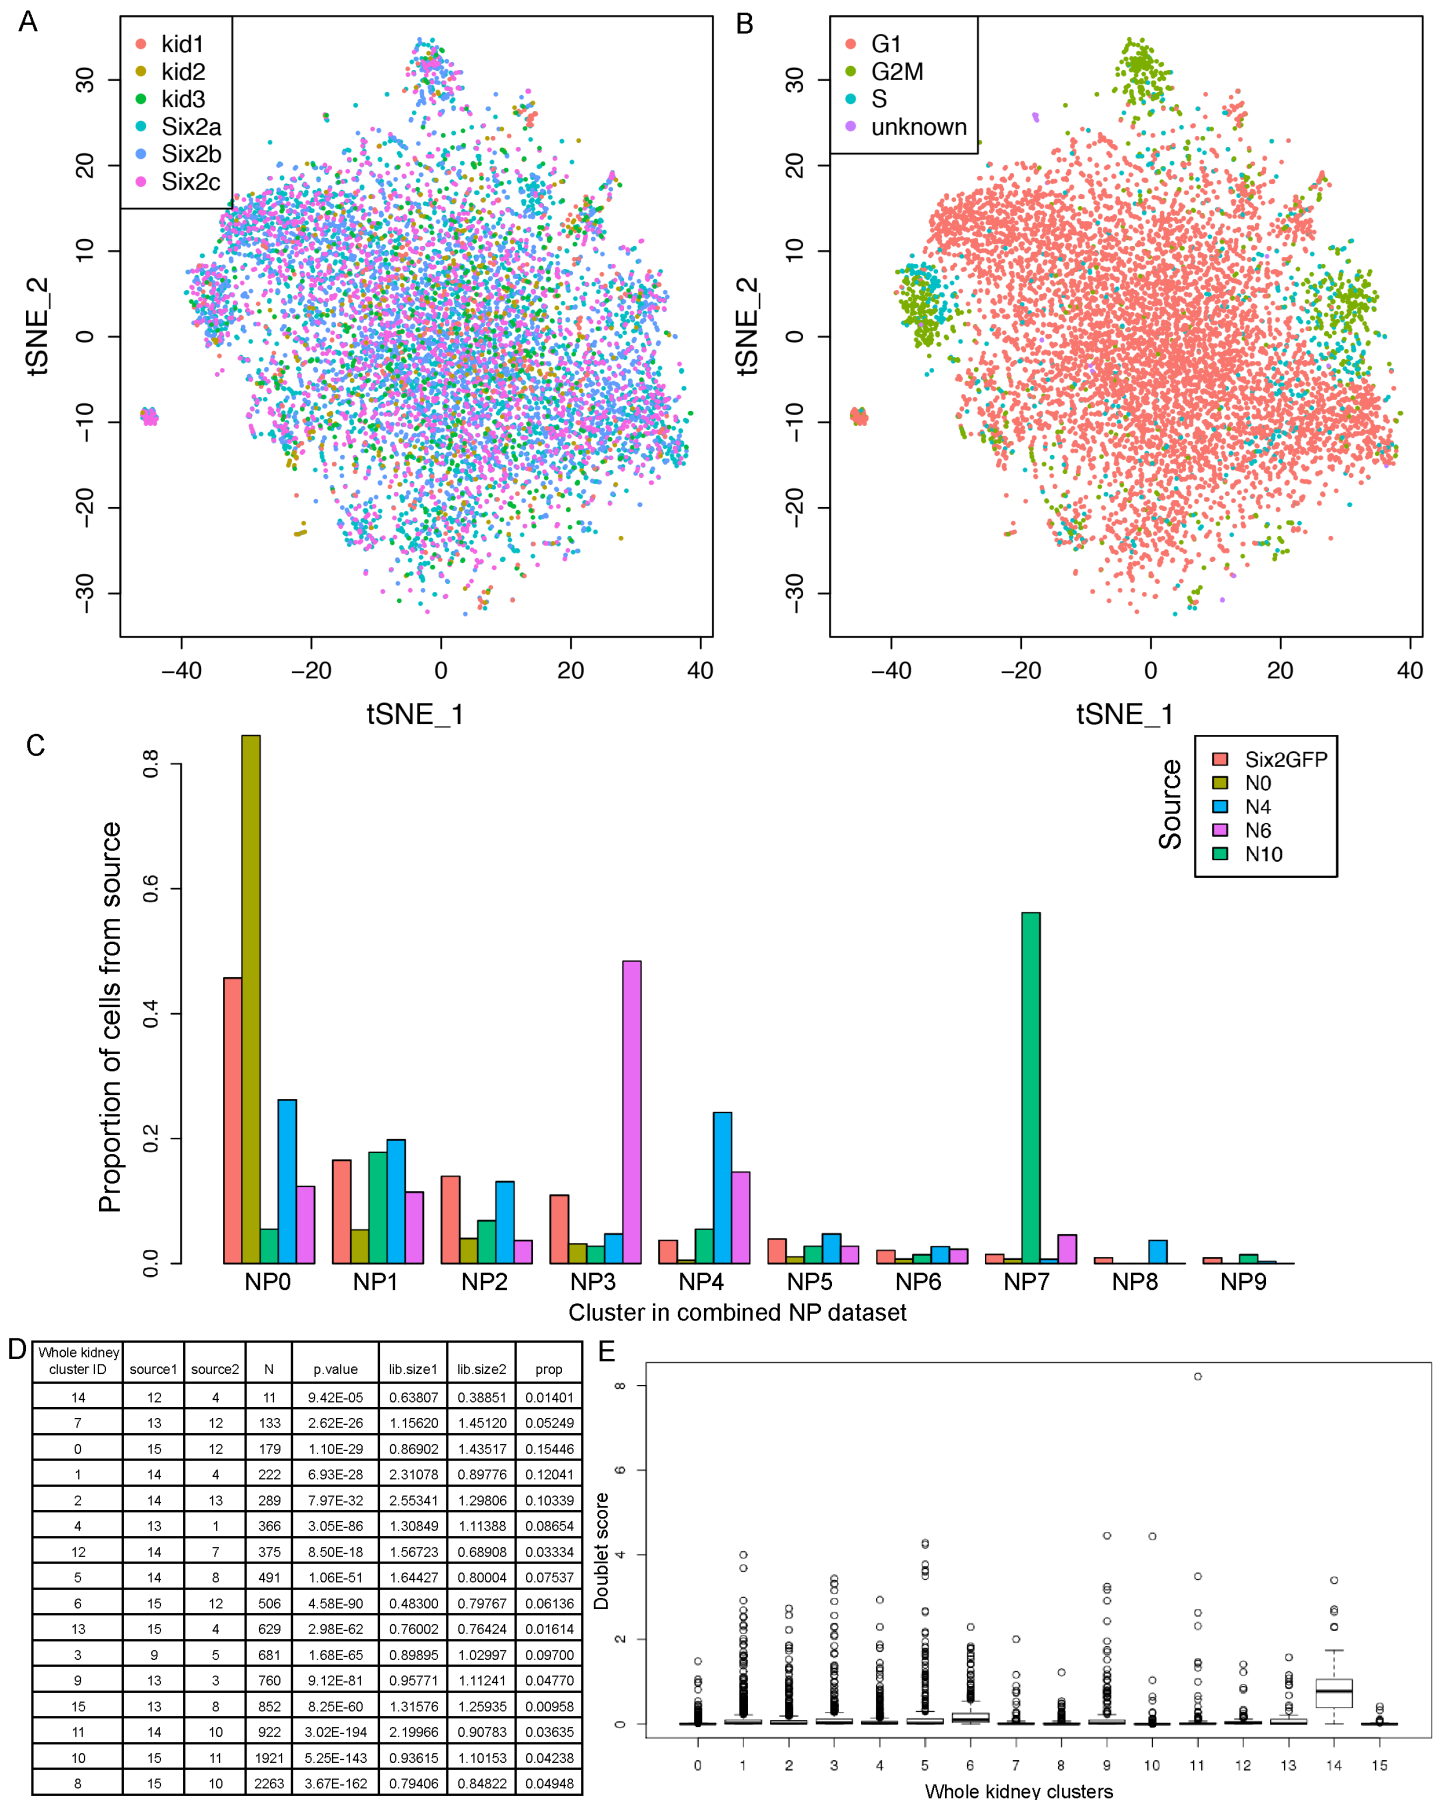 A
kid1
kid2
kid3
Six2a
Six2b
Six2c
tSNE_2
30
20
10
0
−10
−20
−30
−40 −20 0 20 40
tSNE_1
B
G1
G2M
S
unknown
tSNE_2
30
20
10
0
−10
−20
−30
−40 −20 0 20 40
tSNE_1
C
Proportion of cells from source
0.8
0.6
0.4
0.2
0.0
Source
Six2GFP
N0
N4
N6
N10
NP0 NP1 NP2 NP3 NP4 NP5 NP6 NP7 NP8 NP9
Cluster in combined NP dataset
D
Whole kidney
cluster ID source1 source2 N p.value lib.size1 lib.size2 prop
14 12 4 11 9.42E-05 0.63807 0.38851 0.01401
7 13 12 133 2.62E-26 1.15620 1.45120 0.05249
0 15 12 179 1.10E-29 0.86902 1.43517 0.15446
1 14 4 222 6.93E-28 2.31078 0.89776 0.12041
2 14 13 289 7.97E-32 2.55341 1.29806 0.10339
4 13 1 366 3.05E-86 1.30849 1.11388 0.08654
12 14 7 375 8.50E-18 1.56723 0.68908 0.03334
5 14 8 491 1.06E-51 1.64427 0.80004 0.07537
6 15 12 506 4.58E-90 0.48300 0.79767 0.06136
13 15 4 629 2.98E-62 0.76002 0.76424 0.01614
3 9 5 681 1.68E-65 0.89895 1.02997 0.09700
9 13 3 760 9.12E-81 0.95771 1.11241 0.04770
15 13 8 852 8.25E-60 1.31576 1.25935 0.00958
11 14 10 922 3.02E-194 2.19966 0.90783 0.03635
10 15 11 1921 5.25E-143 0.93615 1.10153 0.04238
8 15 10 2263 3.67E-162 0.79406 0.84822 0.04948
E
Doublet score
8
6
4
2
0
0 1 2 3 4 5 6 7 8 9 10 11 12 13 14 15
Whole kidney clusters